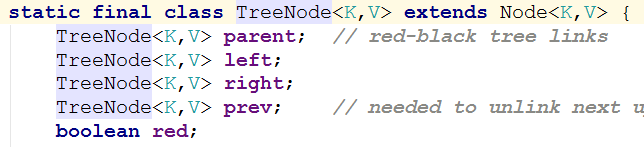 static final class TreeNode<K,V> extends Node<K,V> {
TreeNode<K,V> parent;  // red-black tree links
TreeNode<K,V> left;
TreeNode<K,V> right;
TreeNode<K,V> prev;    // needed to unlink next
boolean red;